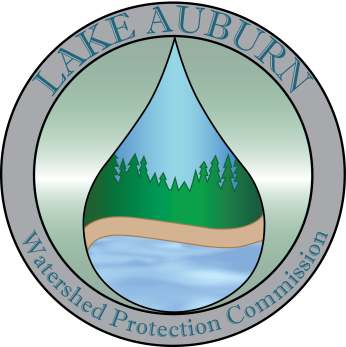 LAKE AUBURN
Watershed Protection Commission